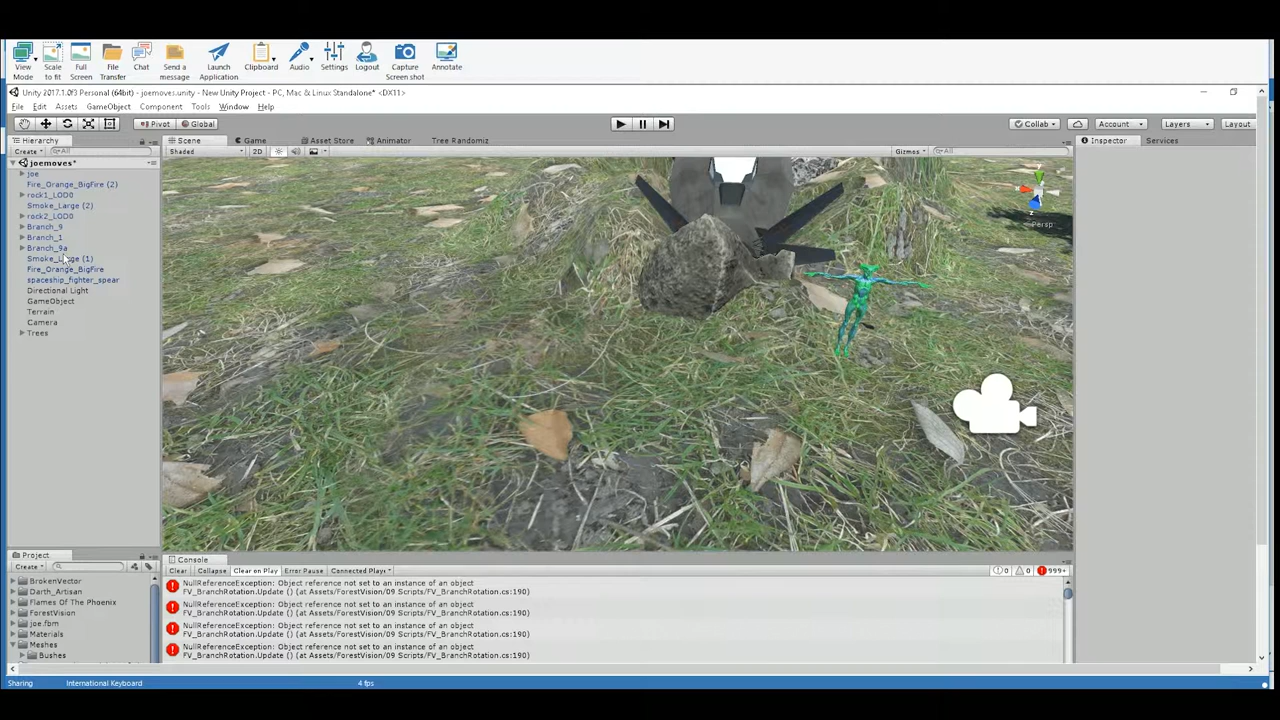 View Mode
Scale to fit
Full Screen
File Transfer
Chat
Send a message
Launch Application
Clipboard
Audio
Settings
Logout
Capture Screen shot
Annotate
Unity 2017.1.0f3 Personal (64bit) - joemoves.unity - New Unity Project - PC, Mac & Linux Standalone* <DX11>
File Edit Assets GameObject Component Tools Window Help
Pivot Global Collab Account Layers Layout
Hierarchy Scene Game Asset Store Animator Tree Randomiz Inspector Services
Create All Shaded 2D Gizmos All
joemoves*
joe
Fire_Orange_BigFire (2)
rock1_LOD0
Smoke_Large (2)
rock2_LOD0
Branch_9
Branch_1
Branch_9a
Smoke_Large (1)
Fire_Orange_BigFire
spaceship_fighter_spear
Directional Light
GameObject
Terrain
Camera
Trees
y
z
Persp
Project
Create
BrokenVector
Darth_Artisan
Flames Of The Phoenix
ForestVision
joe.fbm
Materials
Meshes
Bushes
Console
Clear Collapse Clear on Play Error Pause Connected Player 0 0 999+
NullReferenceException: Object reference not set to an instance of an object
FV_BranchRotation.Update () (at Assets/ForestVision/09 Scripts/FV_BranchRotation.cs:190)
NullReferenceException: Object reference not set to an instance of an object
FV_BranchRotation.Update () (at Assets/ForestVision/09 Scripts/FV_BranchRotation.cs:190)
NullReferenceException: Object reference not set to an instance of an object
FV_BranchRotation.Update () (at Assets/ForestVision/09 Scripts/FV_BranchRotation.cs:190)
NullReferenceException: Object reference not set to an instance of an object
FV_BranchRotation.Update () (at Assets/ForestVision/09 Scripts/FV_BranchRotation.cs:190)
Sharing International Keyboard 4 fps